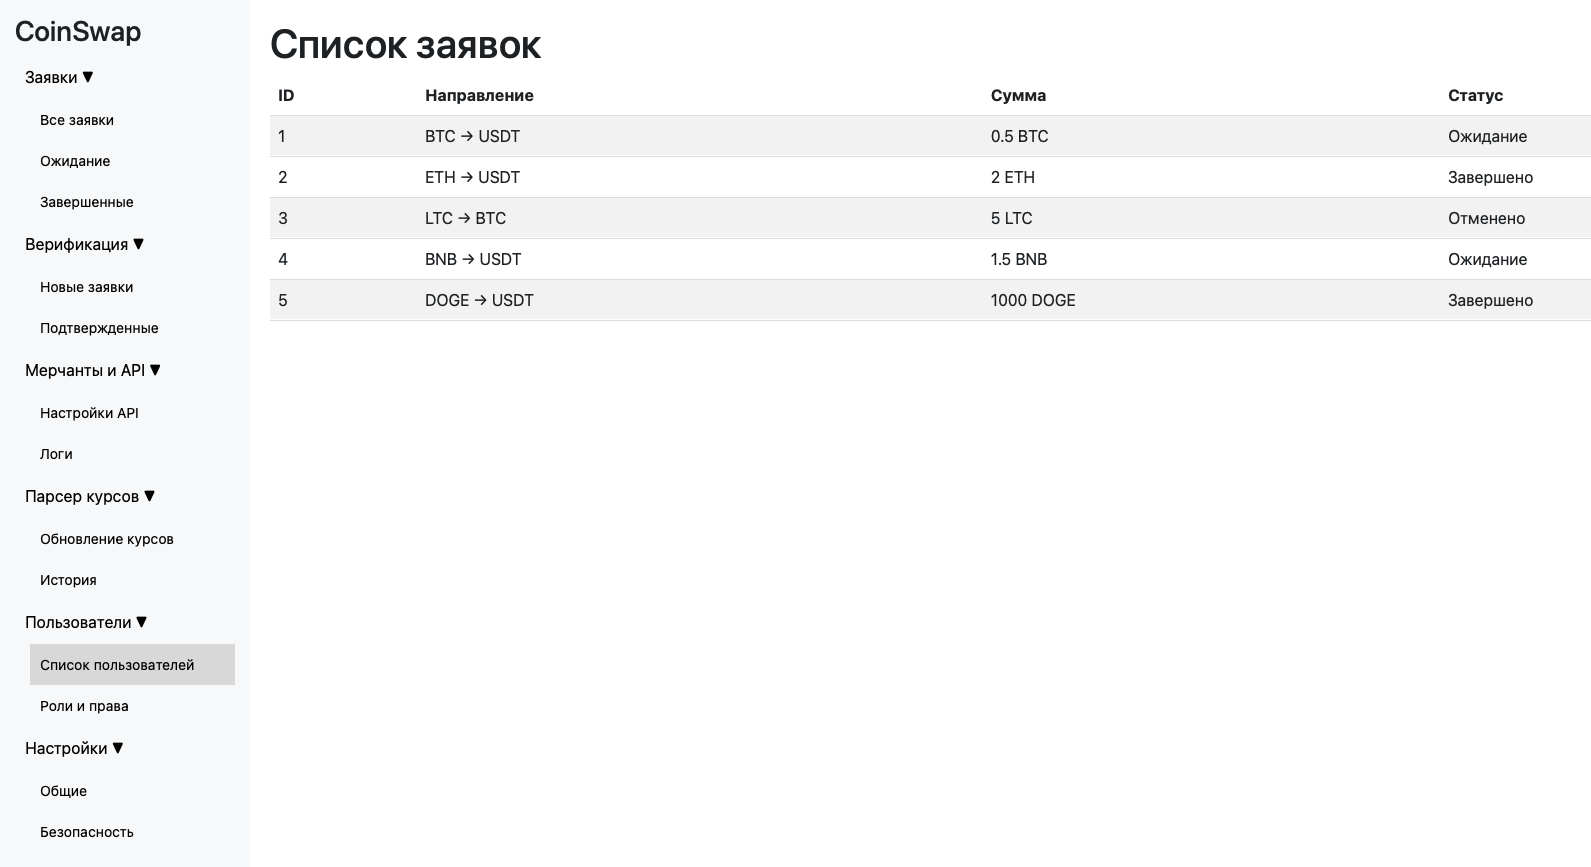 CoinSwap
Заявки ▼
Все заявки
Ожидание
Завершенные
Верификация ▼
Новые заявки
Подтвержденные
Мерчанты и API ▼
Настройки API
Логи
Парсер курсов ▼
Обновление курсов
История
Пользователи ▼
Список пользователей
Роли и права
Настройки ▼
Общие
Безопасность
Список заявок
ID Направление Сумма Статус
1 BTC → USDT 0.5 BTC Ожидание
2 ETH → USDT 2 ETH Завершено
3 LTC → BTC 5 LTC Отменено
4 BNB → USDT 1.5 BNB Ожидание
5 DOGE → USDT 1000 DOGE Завершено